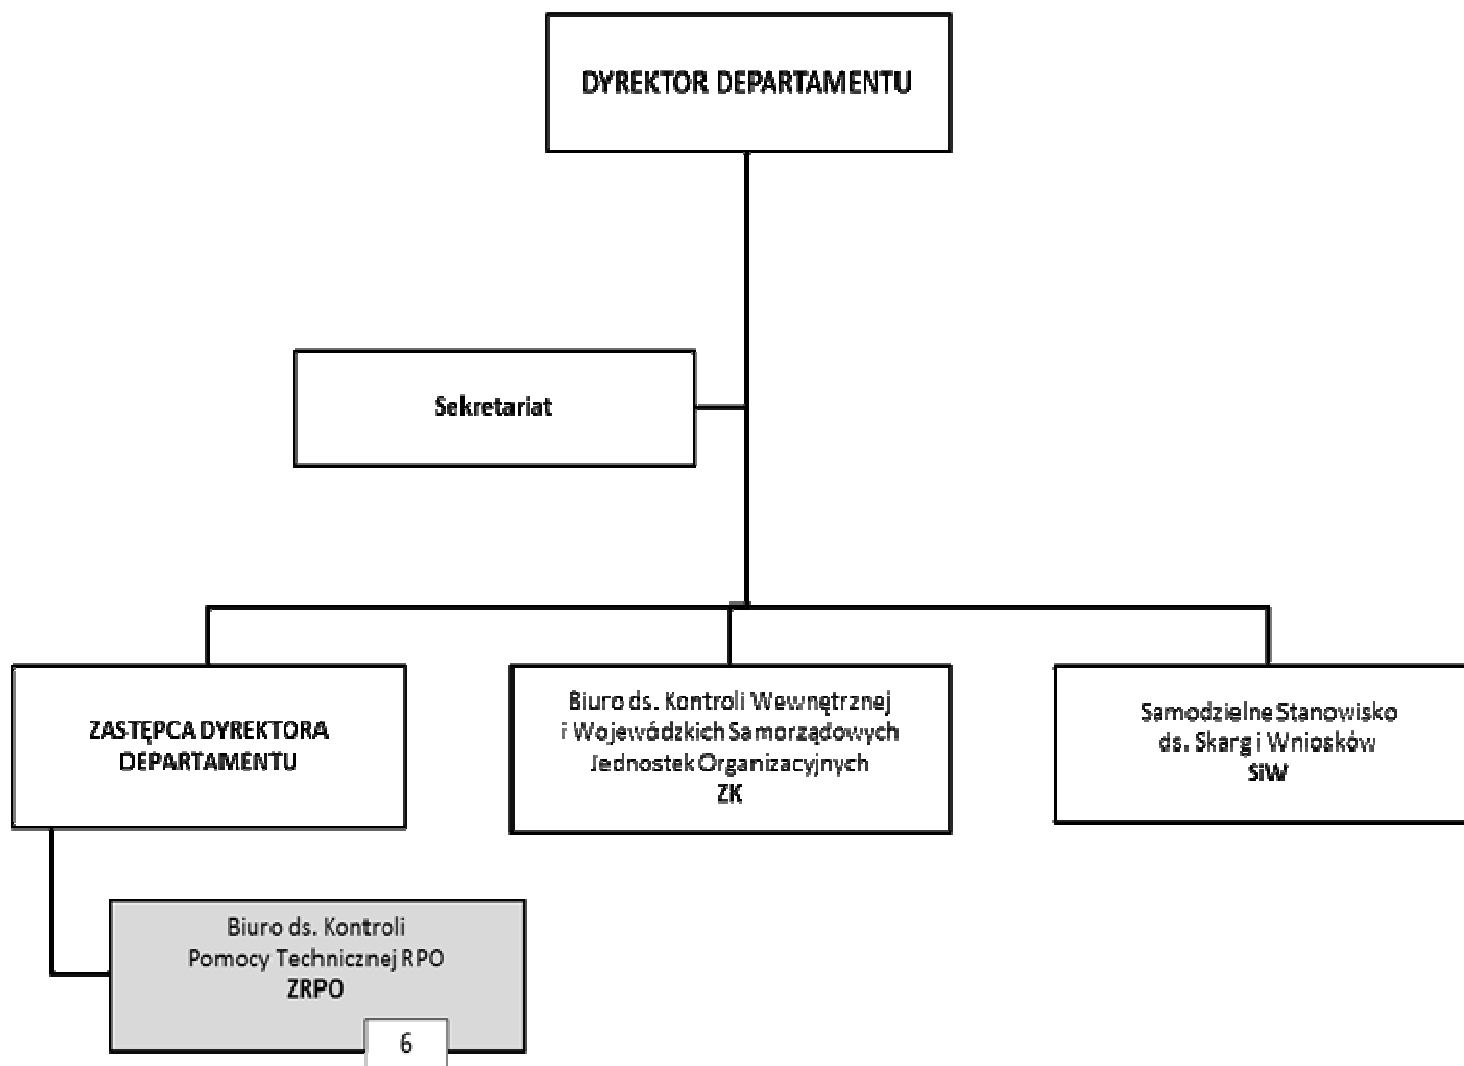 DYREKTOR DEPARTAMENTU
Sekretariat
ZASTĘPCA DYREKTORA
DEPARTAMENTU
Biuro ds. Kontroli Wewnętrznej
i Wojewódzkich Samorządowych
Jednostek Organizacyjnych
ZK
Samodzielne Stanowisko
ds. Skarg i Wniosków
SiW
Biuro ds. Kontroli
Pomocy Technicznej RPO
ZRPO
6